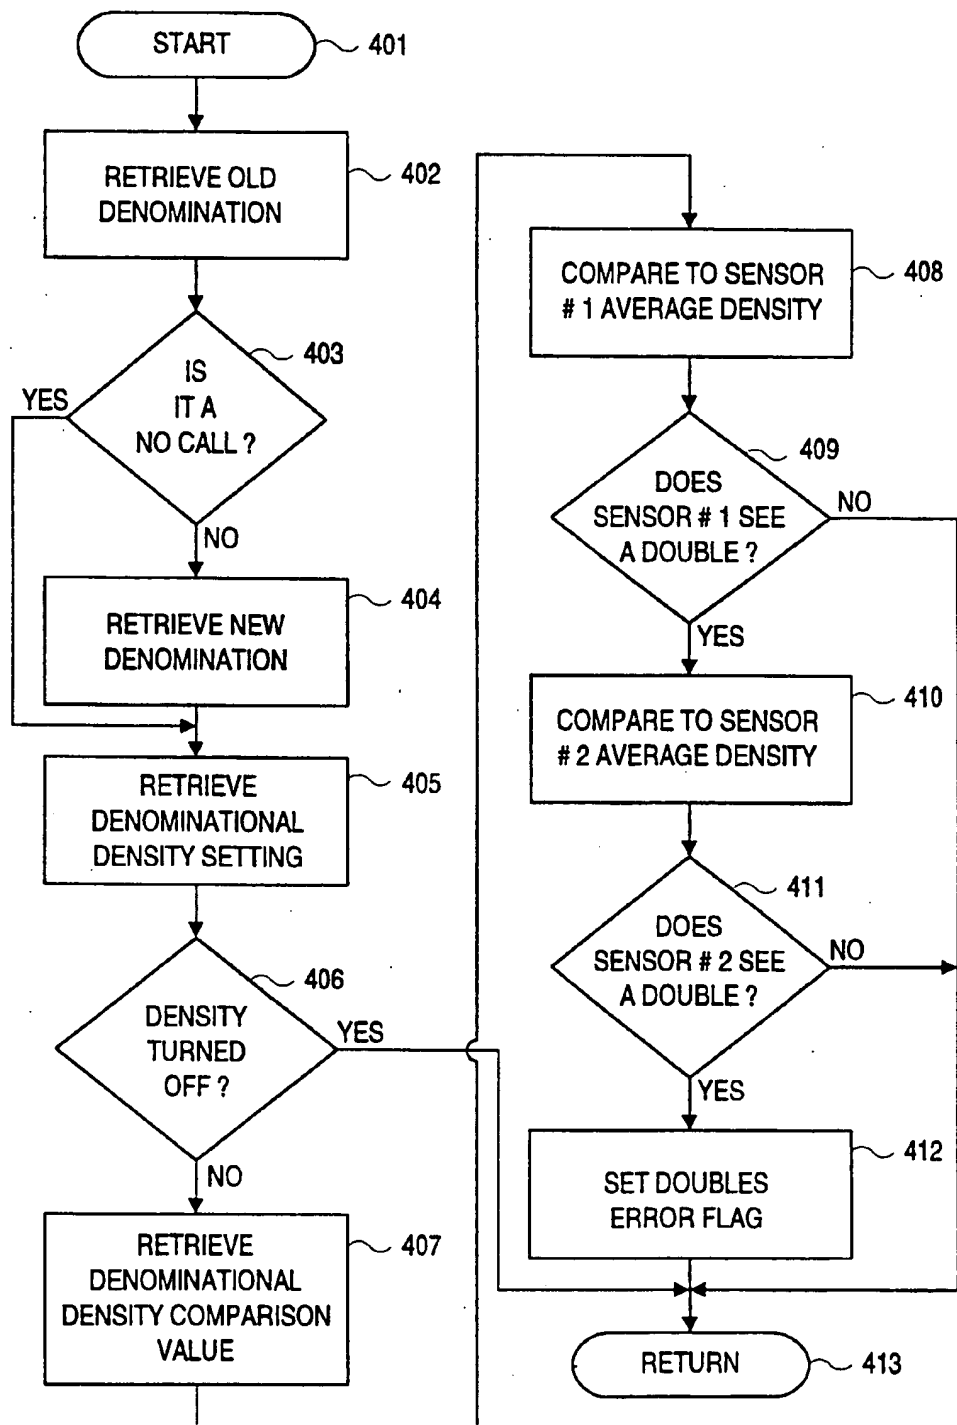 START
401
RETRIEVE OLD
DENOMINATION
402
IS
IT A
NO CALL ?
403
YES
NO
RETRIEVE NEW
DENOMINATION
404
RETRIEVE
DENOMINATIONAL
DENSITY SETTING
405
DENSITY
TURNED
OFF ?
406
YES
NO
RETRIEVE
DENOMINATIONAL
DENSITY COMPARISON
VALUE
407
COMPARE TO SENSOR
# 1 AVERAGE DENSITY
408
DOES
SENSOR # 1 SEE
A DOUBLE ?
409
NO
YES
COMPARE TO SENSOR
# 2 AVERAGE DENSITY
410
DOES
SENSOR # 2 SEE
A DOUBLE ?
411
NO
YES
SET DOUBLES
ERROR FLAG
412
RETURN
413